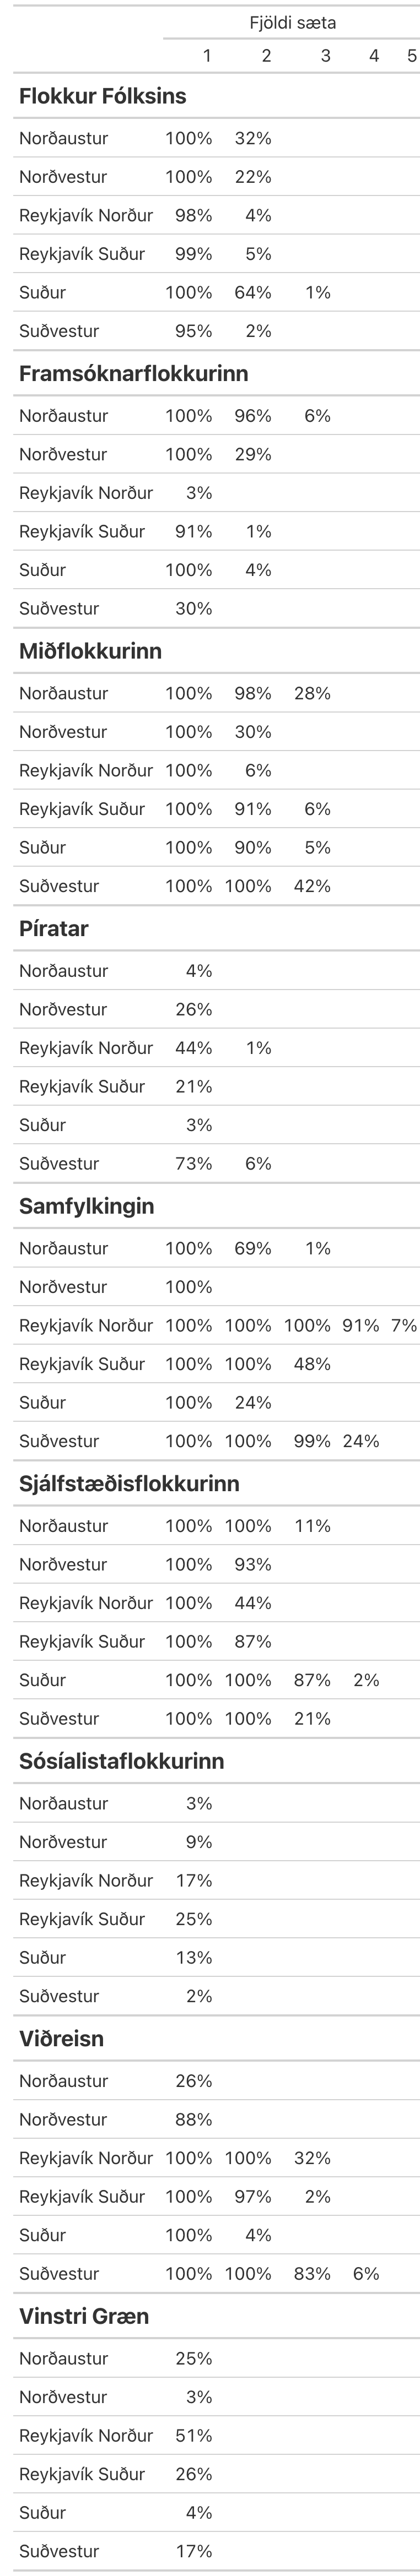 Fjöldi sæta
1 2 3 4 5
Flokkur Fólksins
Norðaustur 100% 32%
Norðvestur 100% 22%
Reykjavík Norður 98% 4%
Reykjavík Suður 99% 5%
Suður 100% 64% 1%
Suðvestur 95% 2%
Framsóknarflokkurinn
Norðaustur 100% 96% 6%
Norðvestur 100% 29%
Reykjavík Norður 3%
Reykjavík Suður 91% 1%
Suður 100% 4%
Suðvestur 30%
Miðflokkurinn
Norðaustur 100% 98% 28%
Norðvestur 100% 30%
Reykjavík Norður 100% 6%
Reykjavík Suður 100% 91% 6%
Suður 100% 90% 5%
Suðvestur 100% 100% 42%
Píratar
Norðaustur 4%
Norðvestur 26%
Reykjavík Norður 44% 1%
Reykjavík Suður 21%
Suður 3%
Suðvestur 73% 6%
Samfylkingin
Norðaustur 100% 69% 1%
Norðvestur 100%
Reykjavík Norður 100% 100% 100% 91% 7%
Reykjavík Suður 100% 100% 48%
Suður 100% 24%
Suðvestur 100% 100% 99% 24%
Sjálfstæðisflokkurinn
Norðaustur 100% 100% 11%
Norðvestur 100% 93%
Reykjavík Norður 100% 44%
Reykjavík Suður 100% 87%
Suður 100% 100% 87% 2%
Suðvestur 100% 100% 21%
Sósíalistaflokkurinn
Norðaustur 3%
Norðvestur 9%
Reykjavík Norður 17%
Reykjavík Suður 25%
Suður 13%
Suðvestur 2%
Viðreisn
Norðaustur 26%
Norðvestur 88%
Reykjavík Norður 100% 100% 32%
Reykjavík Suður 100% 97% 2%
Suður 100% 4%
Suðvestur 100% 100% 83% 6%
Vinstri Græn
Norðaustur 25%
Norðvestur 3%
Reykjavík Norður 51%
Reykjavík Suður 26%
Suður 4%
Suðvestur 17%